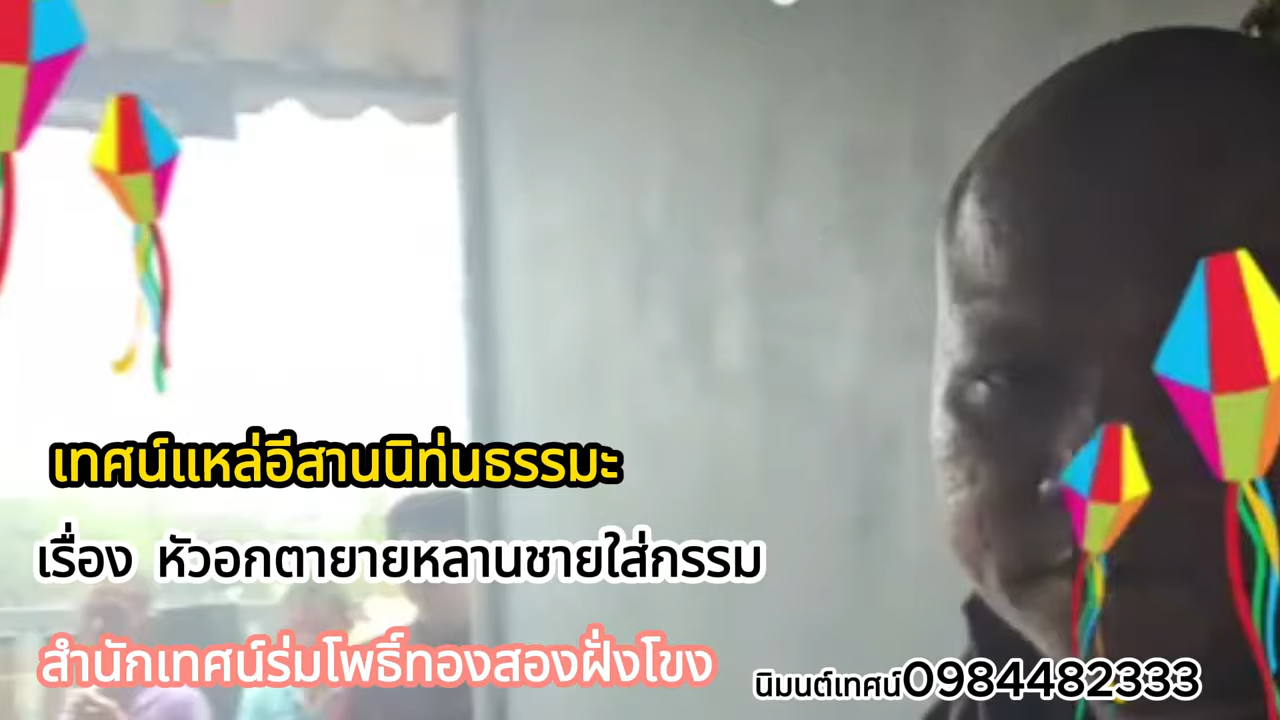 เทศน์แหล่อีสานนิท่นธรรมะ
เรื่อง หัวอกตายายหลานชายใส่กรรม
สำนักเทศน์ร่มโพธิ์ทองสองฝั่งโขง
นิมนต์เทศน์0984482333